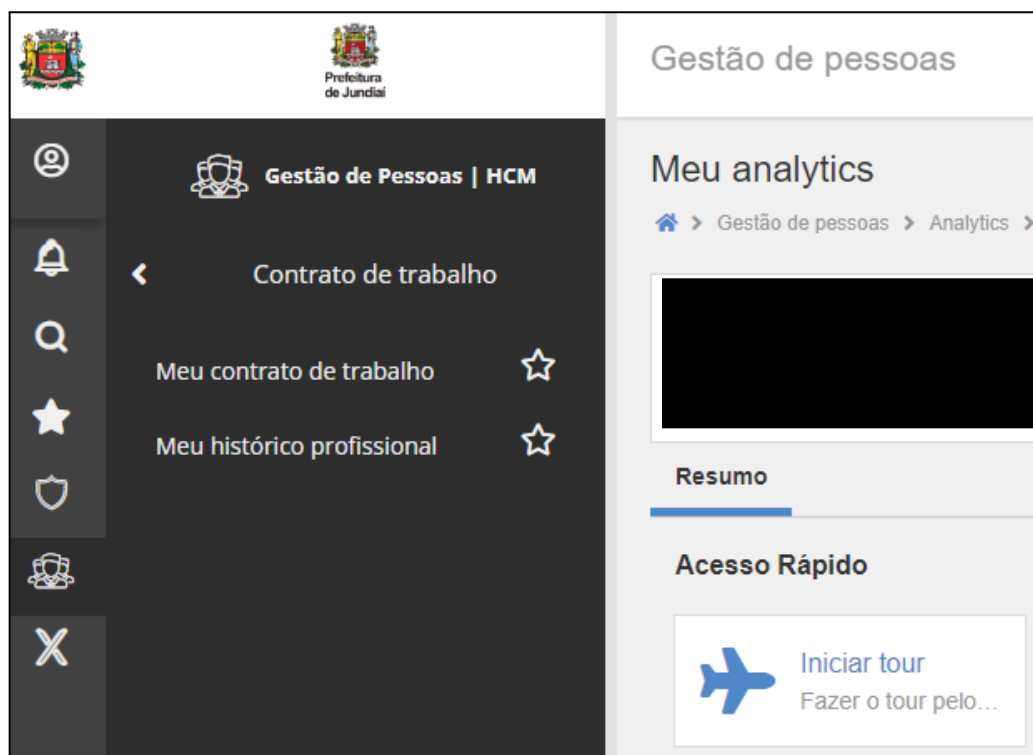 Prefeitura
de Jundiaí
Gestão de Pessoas | HCM
Contrato de trabalho
Meu contrato de trabalho
Meu histórico profissional
Gestão de pessoas
Meu analytics
Gestão de pessoas > Analytics >
Resumo
Acesso Rápido
Iniciar tour
Fazer o tour pelo...